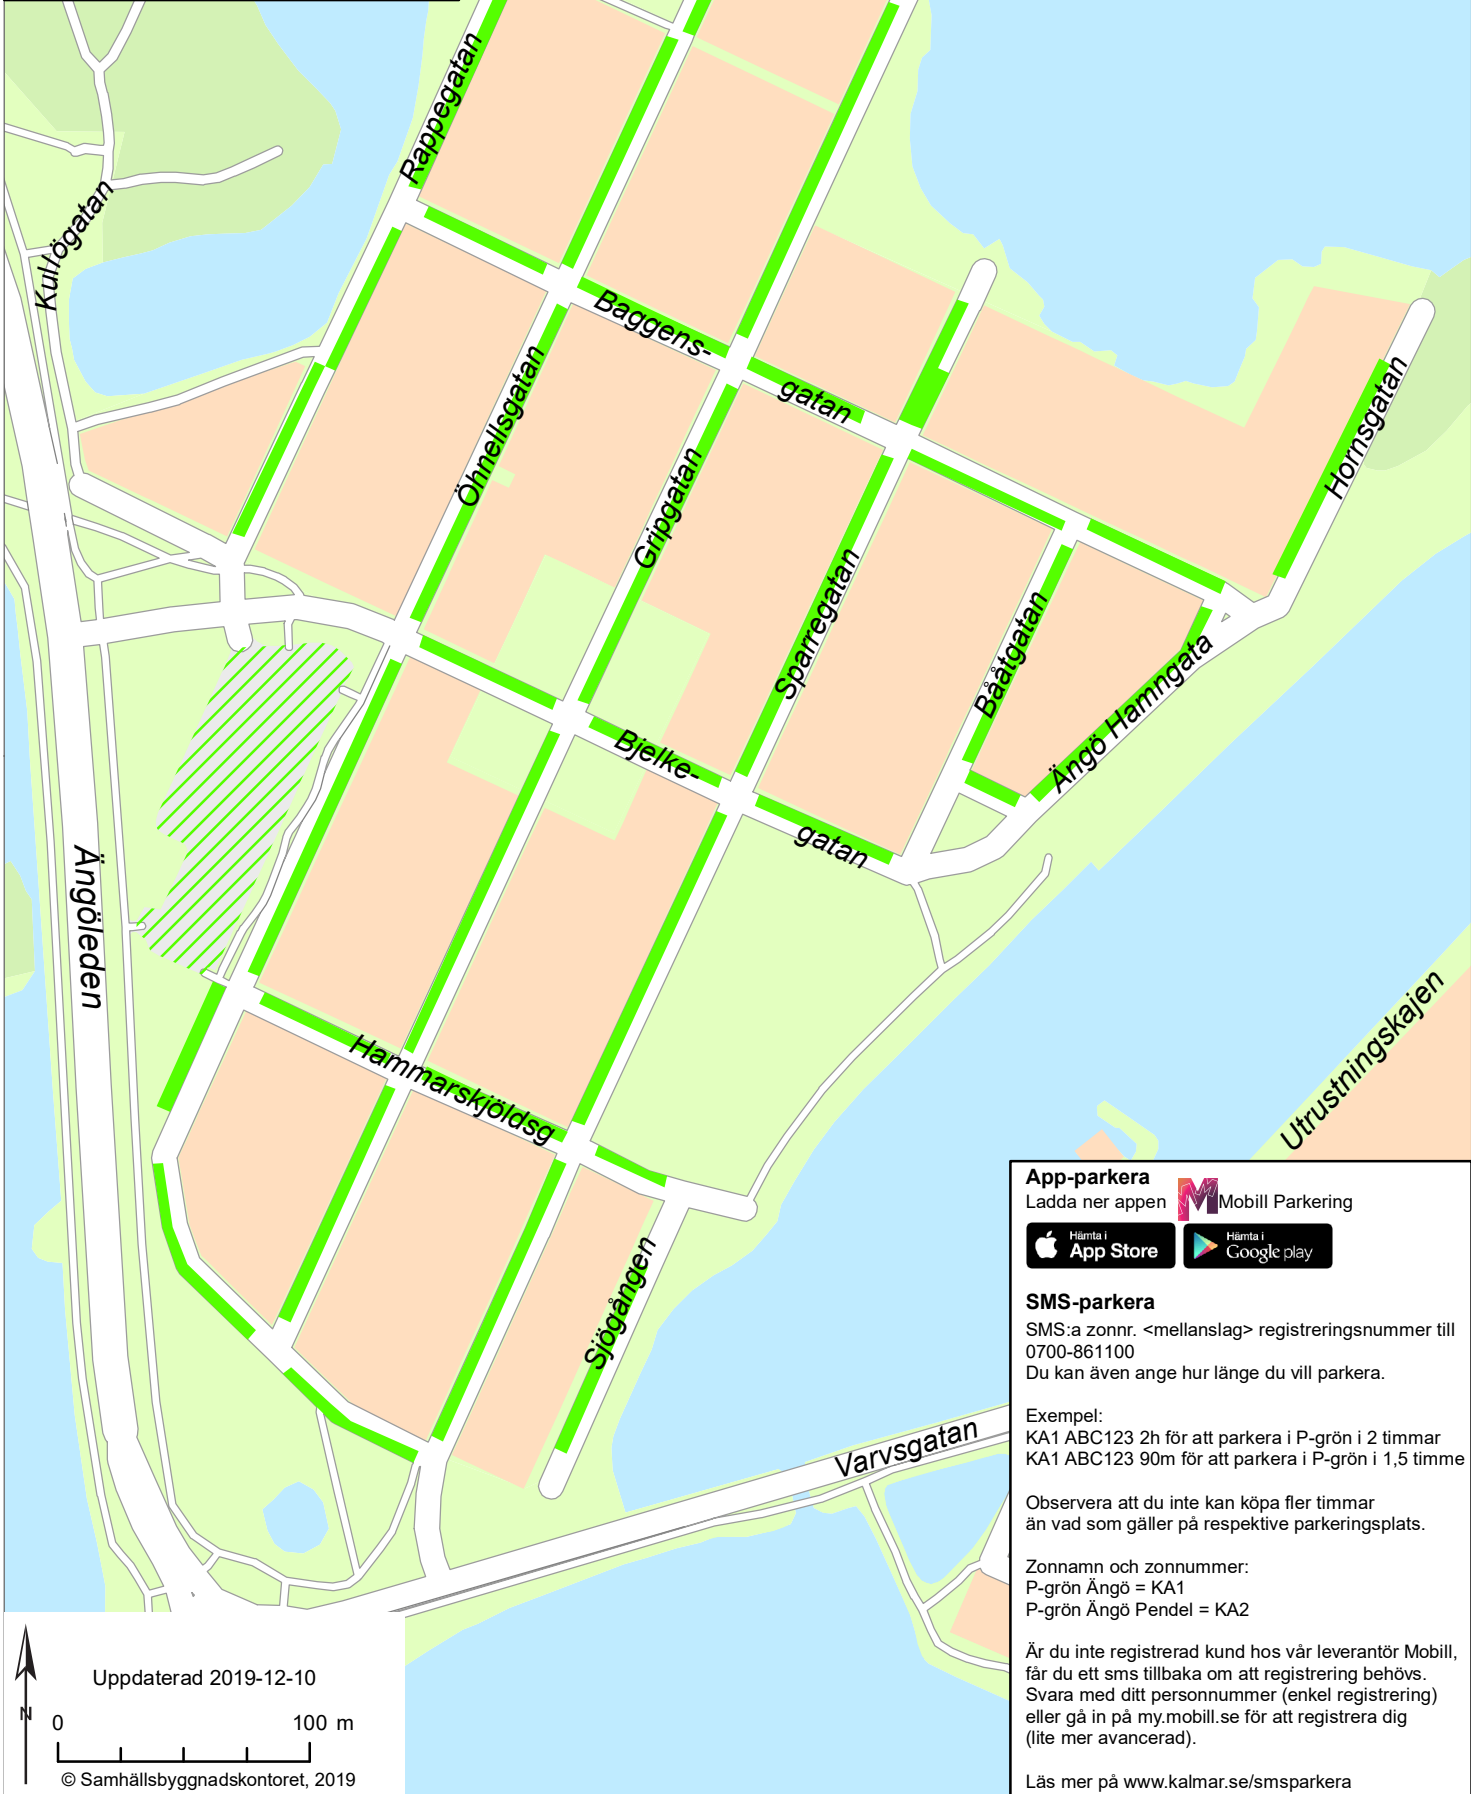 Rappegatan
Kullögatan
Baggens-
gatan
Öhnellsgatan
Gripgatan
Hornsgatan
Sparregatan
Bååtgatan
Ängö Hamngata
Bjelke-
gatan
Ängöleden
Hammarskjöldsg
Utrustningskajen
Sjögången
Varvsgatan
App-parkera
Ladda ner appen M Mobill Parkering
Hämta i
App Store
Hämta i
Google play
SMS-parkera
SMS:a zonnr. <mellanslag> registreringsnummer till
0700-861100
Du kan även ange hur länge du vill parkera.
Exempel:
KA1 ABC123 2h för att parkera i P-grön i 2 timmar
KA1 ABC123 90m för att parkera i P-grön i 1,5 timme
Observera att du inte kan köpa fler timmar
än vad som gäller på respektive parkeringsplats.
Zonnamn och zonnummer:
P-grön Ängö = KA1
P-grön Ängö Pendel = KA2
Är du inte registrerad kund hos vår leverantör Mobill,
får du ett sms tillbaka om att registrering behövs.
Svara med ditt personnummer (enkel registrering)
eller gå in på my.mobill.se för att registrera dig
(lite mer avancerad).
Läs mer på www.kalmar.se/smsparkera
Uppdaterad 2019-12-10
N
0 100 m
© Samhällsbyggnadskontoret, 2019